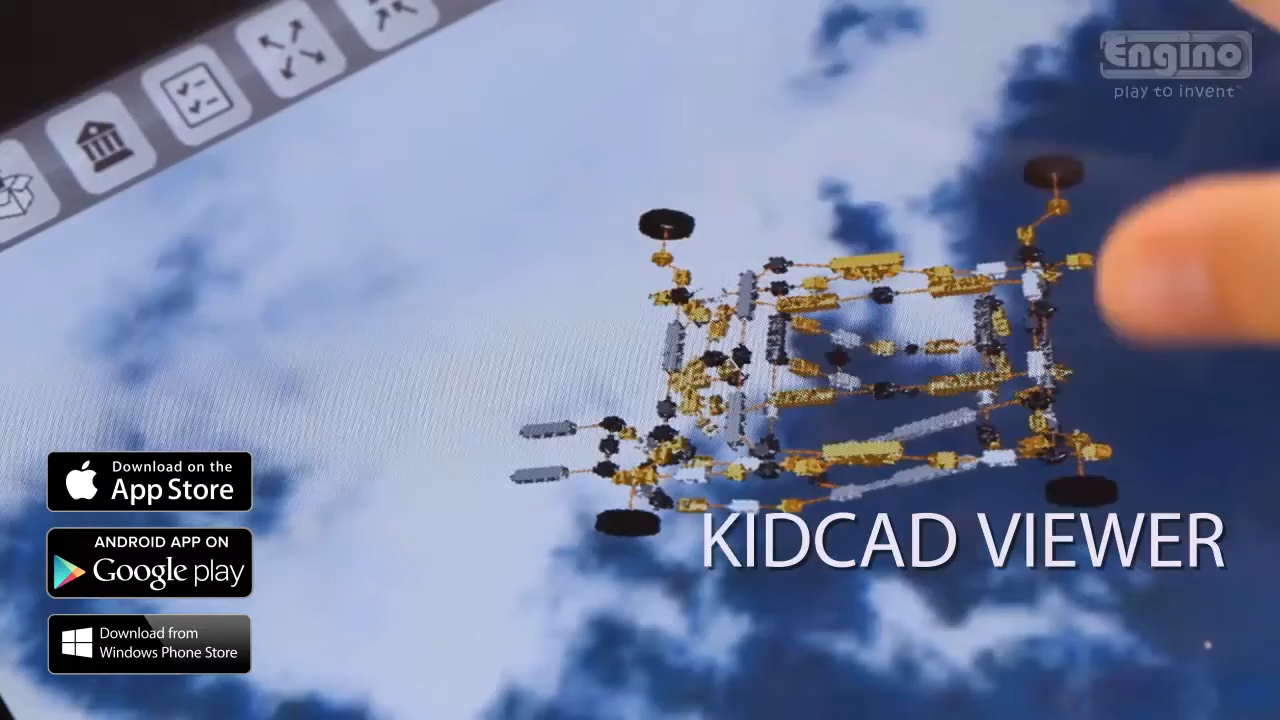 Engino
play to invent™
Download on the
App Store
ANDROID APP ON
Google play
Download from
Windows Phone Store
KIDCAD VIEWER